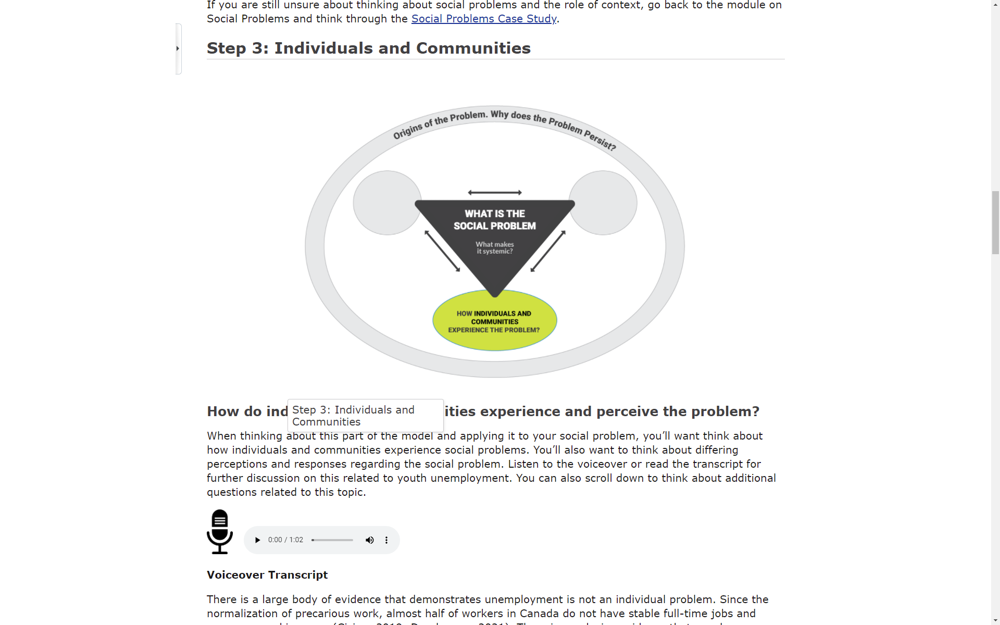 If you are still unsure about thinking about social problems and the role of context, go back to the module on
Social Problems and think through the Social Problems Case Study.
Step 3: Individuals and Communities
Origins of the Problem. Why does the Problem Persist?
WHAT IS THE
SOCIAL PROBLEM
What makes
it systemic?
HOW INDIVIDUALS AND
COMMUNITIES
EXPERIENCE THE PROBLEM?
How do ind
Step 3: Individuals and
Communities
ities experience and perceive the problem?
When thinking about this part of the model and applying it to your social problem, you’ll want think about
how individuals and communities experience social problems. You’ll also want to think about differing
perceptions and responses regarding the social problem. Listen to the voiceover or read the transcript for
further discussion on this related to youth unemployment. You can also scroll down to think about additional
questions related to this topic.
0:00 / 1:02
Voiceover Transcript
There is a large body of evidence that demonstrates unemployment is not an individual problem. Since the
normalization of precarious work, almost half of workers in Canada do not have stable full-time jobs and